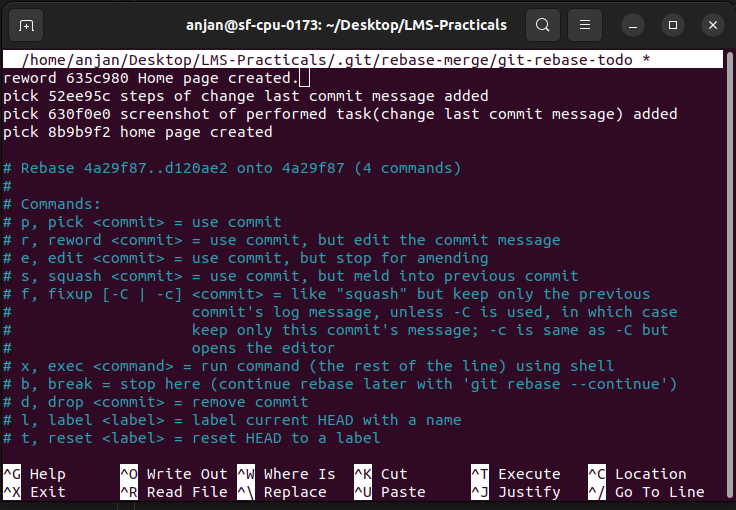 anjan@sf-cpu-0173: ~/Desktop/LMS-Practicals
/home/anjan/Desktop/LMS-Practicals/.git/rebase-merge/git-rebase-todo *
reword 635c980 Home page created.
pick 52ee95c steps of change last commit message added
pick 630f0e0 screenshot of performed task(change last commit message) added
pick 8b9b9f2 home page created
# Rebase 4a29f87..d120ae2 onto 4a29f87 (4 commands)
#
# Commands:
# p, pick <commit> = use commit
# r, reword <commit> = use commit, but edit the commit message
# e, edit <commit> = use commit, but stop for amending
# s, squash <commit> = use commit, but meld into previous commit
# f, fixup [-C | -c] <commit> = like "squash" but keep only the previous
#                    commit's log message, unless -C is used, in which case
#                    keep only this commit's message; -c is same as -C but
#                    opens the editor
# x, exec <command> = run command (the rest of the line) using shell
# b, break = stop here (continue rebase later with 'git rebase --continue')
# d, drop <commit> = remove commit
# l, label <label> = label current HEAD with a name
# t, reset <label> = reset HEAD to a label
^G Help ^O Write Out ^W Where Is ^K Cut ^T Execute ^C Location
^X Exit ^R Read File ^\ Replace ^U Paste ^J Justify ^/ Go To Line